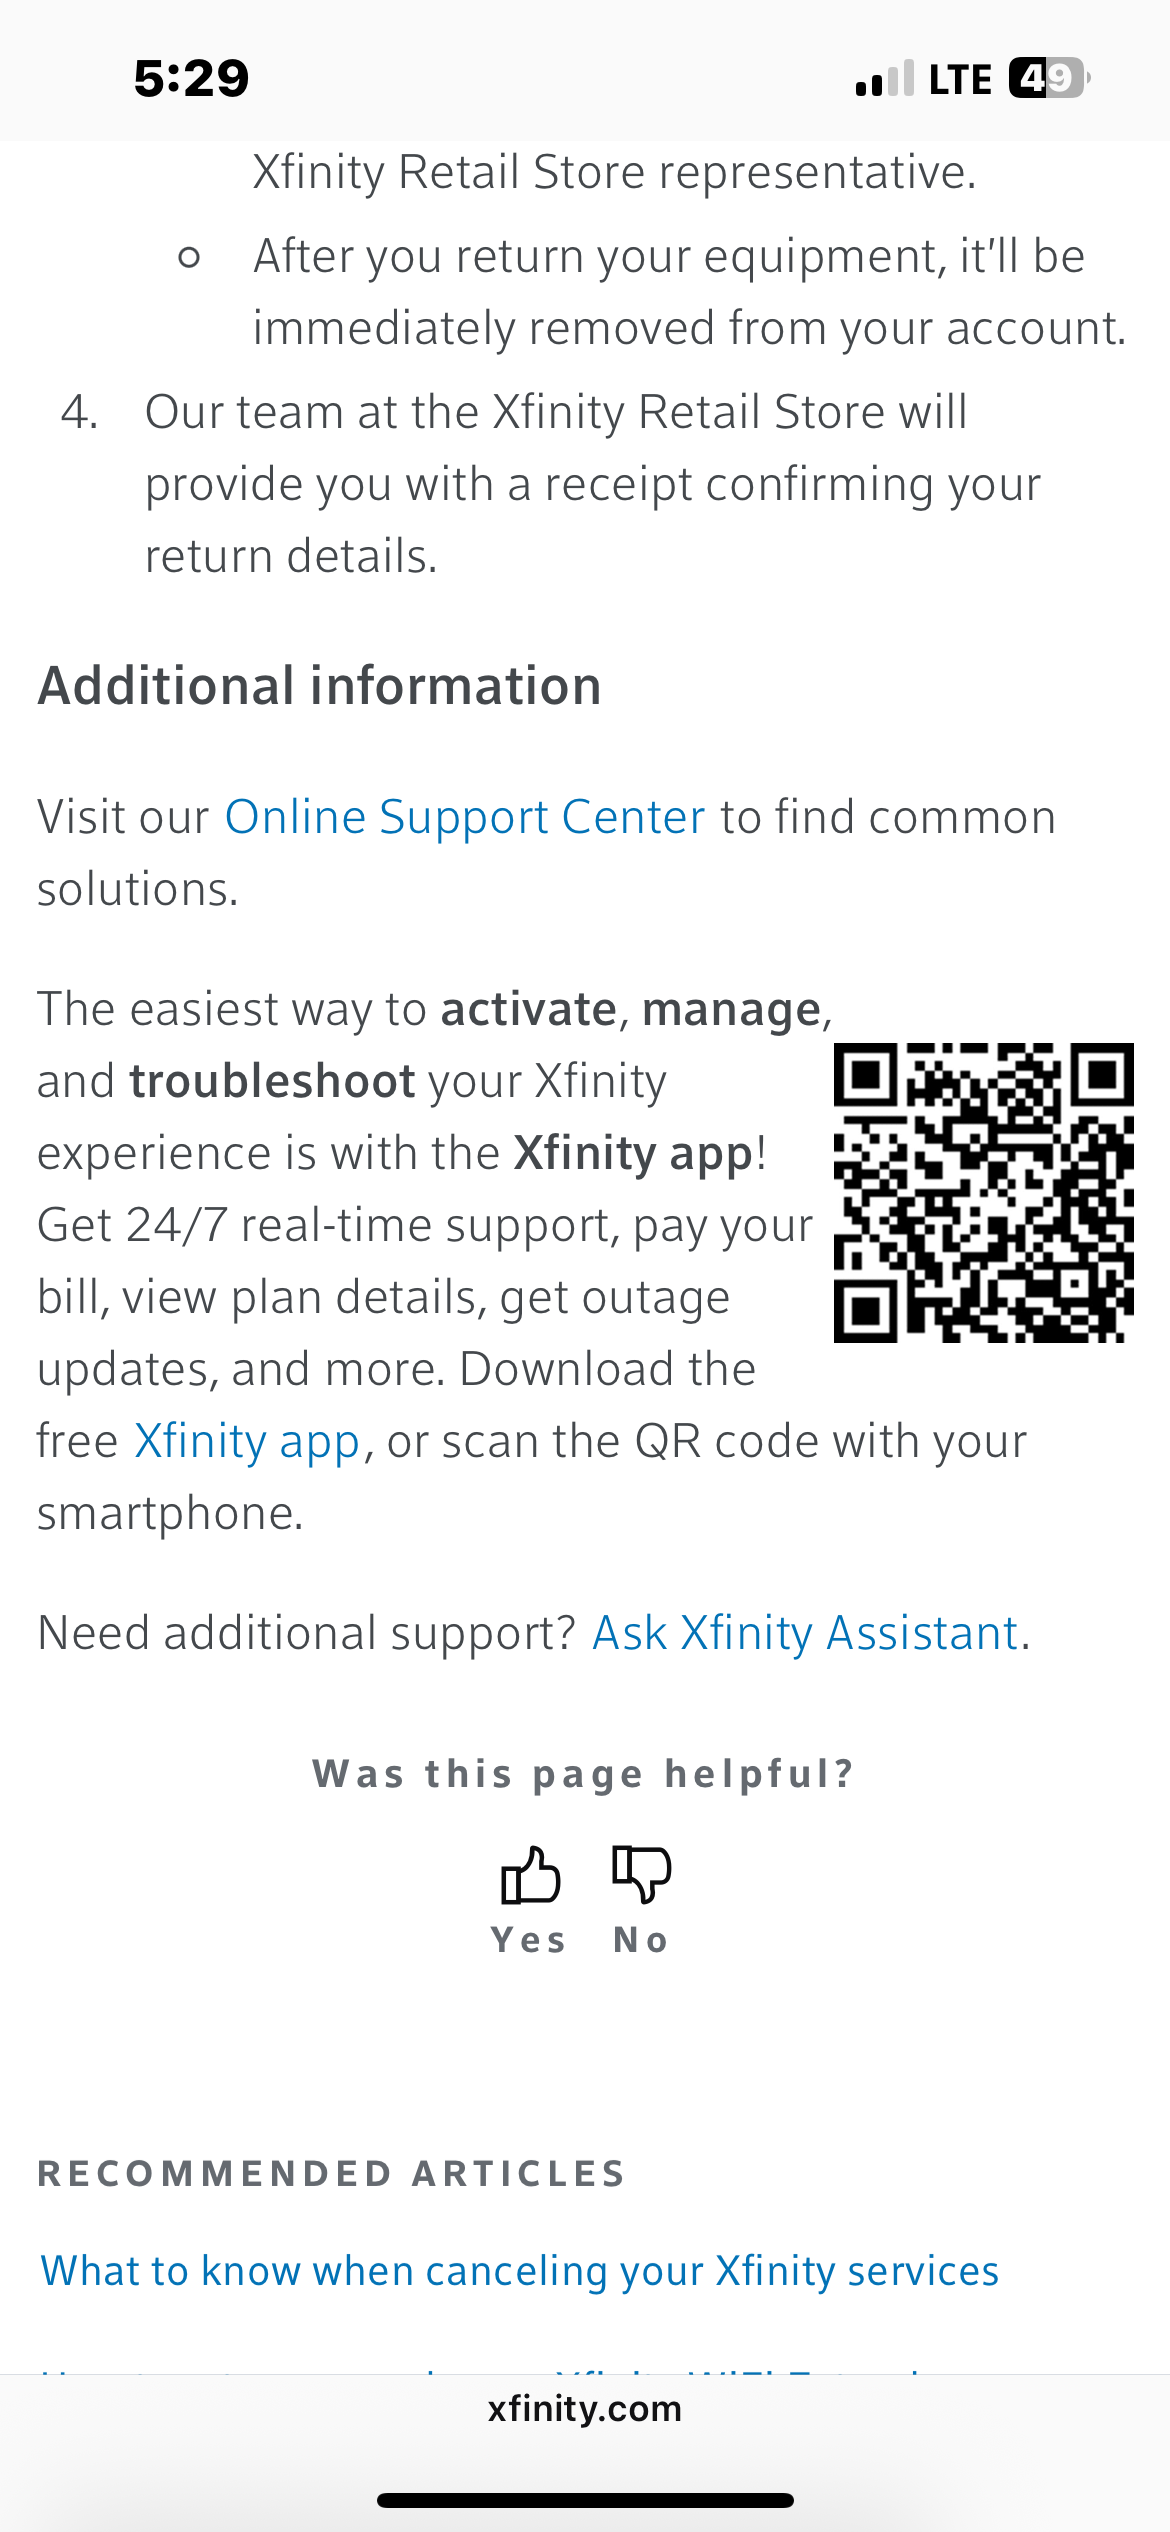 5:29
LTE 49
Xfinity Retail Store representative.
After you return your equipment, it'll be
immediately removed from your account.
4. Our team at the Xfinity Retail Store will
provide you with a receipt confirming your
return details.
Additional information
Visit our Online Support Center to find common
solutions.
The easiest way to activate, manage,
and troubleshoot your Xfinity
experience is with the Xfinity app!
Get 24/7 real-time support, pay your
bill, view plan details, get outage
updates, and more. Download the
free Xfinity app, or scan the QR code with your
smartphone.
Need additional support? Ask Xfinity Assistant.
Was this page helpful?
Yes No
RECOMMENDED ARTICLES
What to know when canceling your Xfinity services
xfinity.com